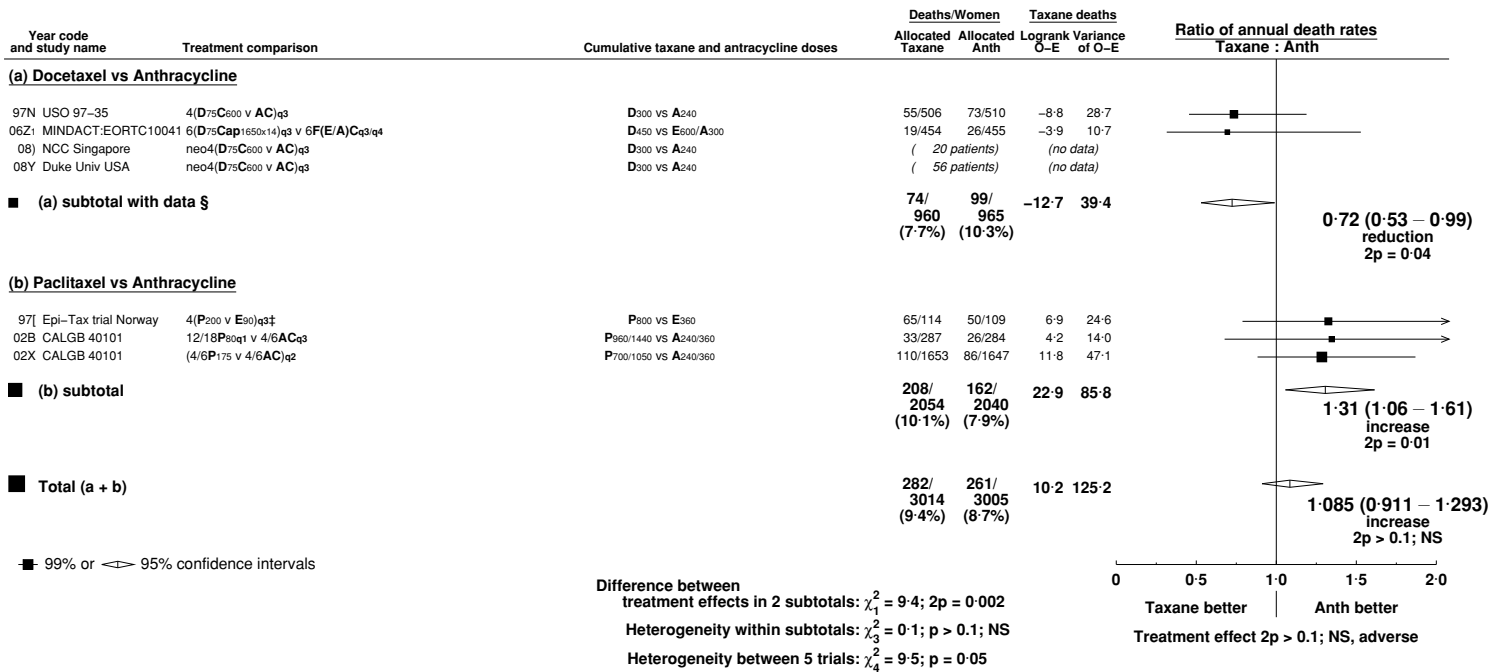 Deaths/Women Taxane deaths
Year code and study name Treatment comparison Cumulative taxane and antracycline doses Allocated Taxane Allocated Anth Logrank O–E Variance of O–E Ratio of annual death rates Taxane : Anth
(a) Docetaxel vs Anthracycline
97N USO 97–35 4(D75C600 v AC)q3 D300 vs A240 55/506 73/510 –8·8 28·7
06Z1 MINDACT:EORTC10041 6(D75Cap1650x14)q3 v 6F(E/A)Cq3/q4 D450 vs E600/A300 19/454 26/455 –3·9 10·7
08) NCC Singapore neo4(D75C600 v AC)q3 D300 vs A240 ( 20 patients) (no data)
08Y Duke Univ USA neo4(D75C600 v AC)q3 D300 vs A240 ( 56 patients) (no data)
(a) subtotal with data § 74/ 960 (7·7%) 99/ 965 (10·3%) –12·7 39·4
0·72 (0·53 – 0·99)
reduction
2p = 0·04
(b) Paclitaxel vs Anthracycline
97[ Epi–Tax trial Norway 4(P200 v E90)q3‡ P800 vs E360 65/114 50/109 6·9 24·6
02B CALGB 40101 12/18P80q1 v 4/6ACq3 P960/1440 vs A240/360 33/287 26/284 4·2 14·0
02X CALGB 40101 (4/6P175 v 4/6AC)q2 P700/1050 vs A240/360 110/1653 86/1647 11·8 47·1
(b) subtotal 208/ 2054 (10·1%) 162/ 2040 (7·9%) 22·9 85·8
1·31 (1·06 – 1·61)
increase
2p = 0·01
Total (a + b) 282/ 3014 (9·4%) 261/ 3005 (8·7%) 10·2 125·2
1·085 (0·911 – 1·293)
increase
2p > 0.1; NS
99% or 95% confidence intervals
0 0·5 1·0 1·5 2·0
Taxane better Anth better
Treatment effect 2p > 0.1; NS, adverse
Difference between
treatment effects in 2 subtotals: χ²₁ = 9·4; 2p = 0·002
Heterogeneity within subtotals: χ²₃ = 0·1; p > 0.1; NS
Heterogeneity between 5 trials: χ²₄ = 9·5; p = 0·05